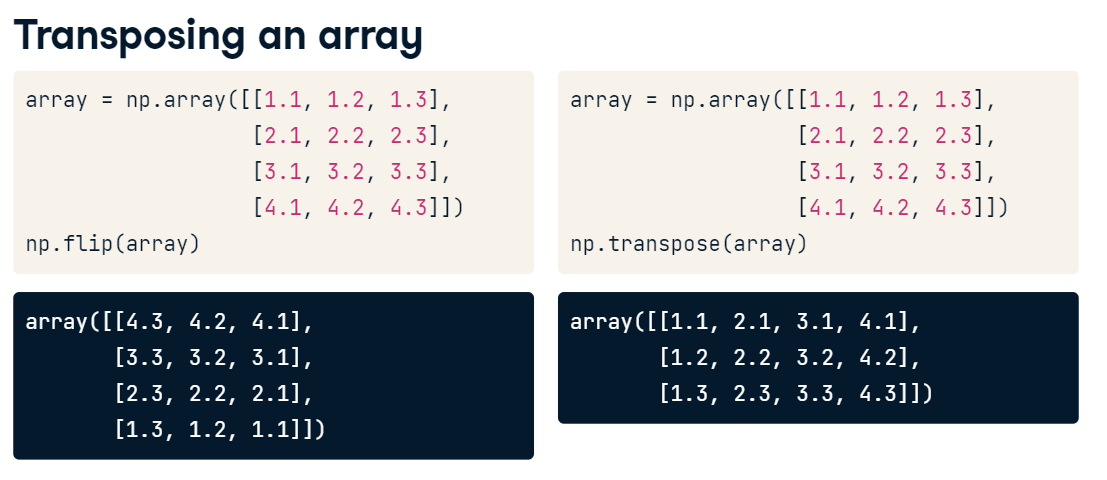 Transposing an array
array = np.array([[1.1, 1.2, 1.3],
[2.1, 2.2, 2.3],
[3.1, 3.2, 3.3],
[4.1, 4.2, 4.3]])
np.flip(array)
array([[4.3, 4.2, 4.1],
[3.3, 3.2, 3.1],
[2.3, 2.2, 2.1],
[1.3, 1.2, 1.1]])
array = np.array([[1.1, 1.2, 1.3],
[2.1, 2.2, 2.3],
[3.1, 3.2, 3.3],
[4.1, 4.2, 4.3]])
np.transpose(array)
array([[1.1, 2.1, 3.1, 4.1],
[1.2, 2.2, 3.2, 4.2],
[1.3, 2.3, 3.3, 4.3]])